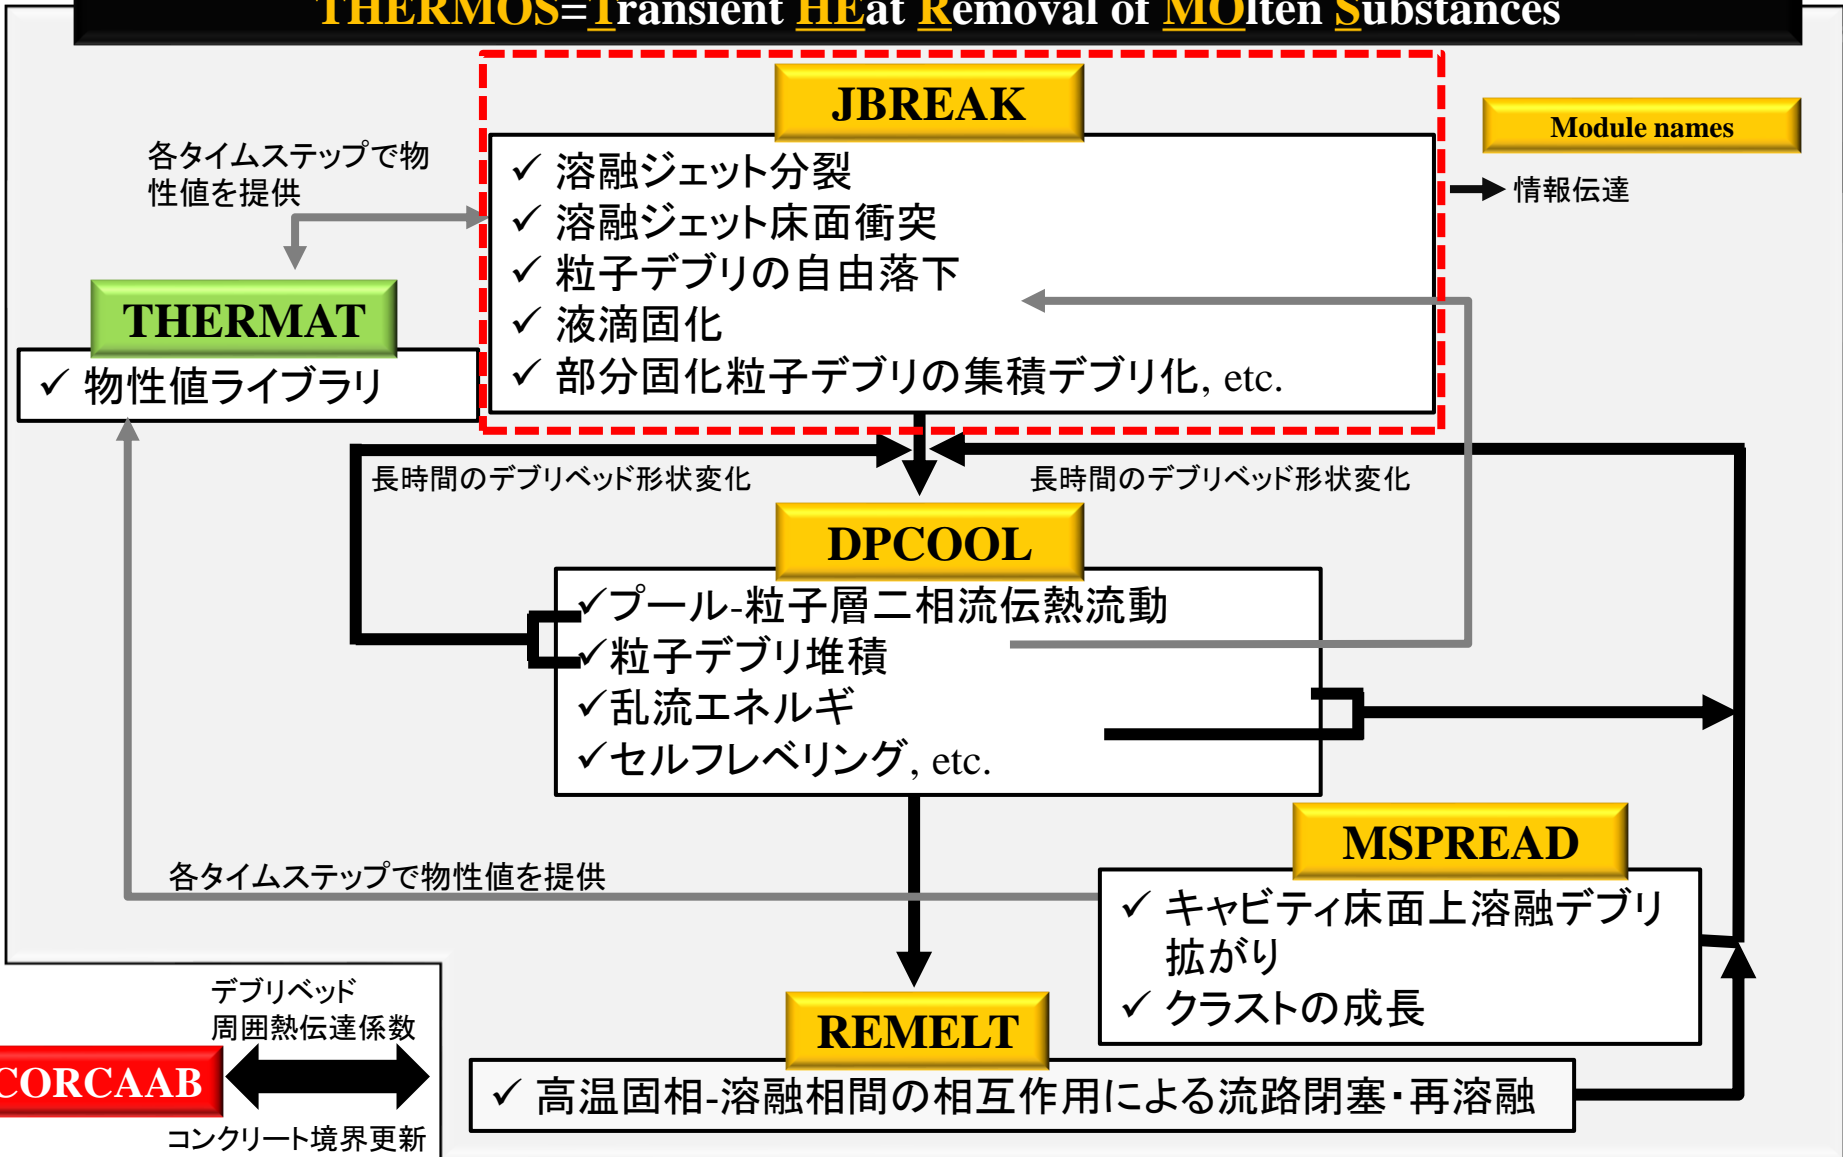 THERMOS=Transient HEat Removal of MOlten Substances
JBREAK
Module names
情報伝達
各タイムステップで物
性値を提供
✓ 溶融ジェット分裂
✓ 溶融ジェット床面衝突
✓ 粒子デブリの自由落下
✓ 液滴固化
✓ 部分固化粒子デブリの集積デブリ化, etc.
THERMAT
✓ 物性値ライブラリ
長時間のデブリベッド形状変化
長時間のデブリベッド形状変化
DPCOOL
✓プール-粒子層二相流伝熱流動
✓粒子デブリ堆積
✓乱流エネルギ
✓セルフレベリング, etc.
MSPREAD
✓ キャビティ床面上溶融デブリ
拡がり
✓ クラストの成長
各タイムステップで物性値を提供
REMELT
✓ 高温固相-溶融相間の相互作用による流路閉塞・再溶融
デブリベッド
周囲熱伝達係数
CORCAAB
コンクリート境界更新